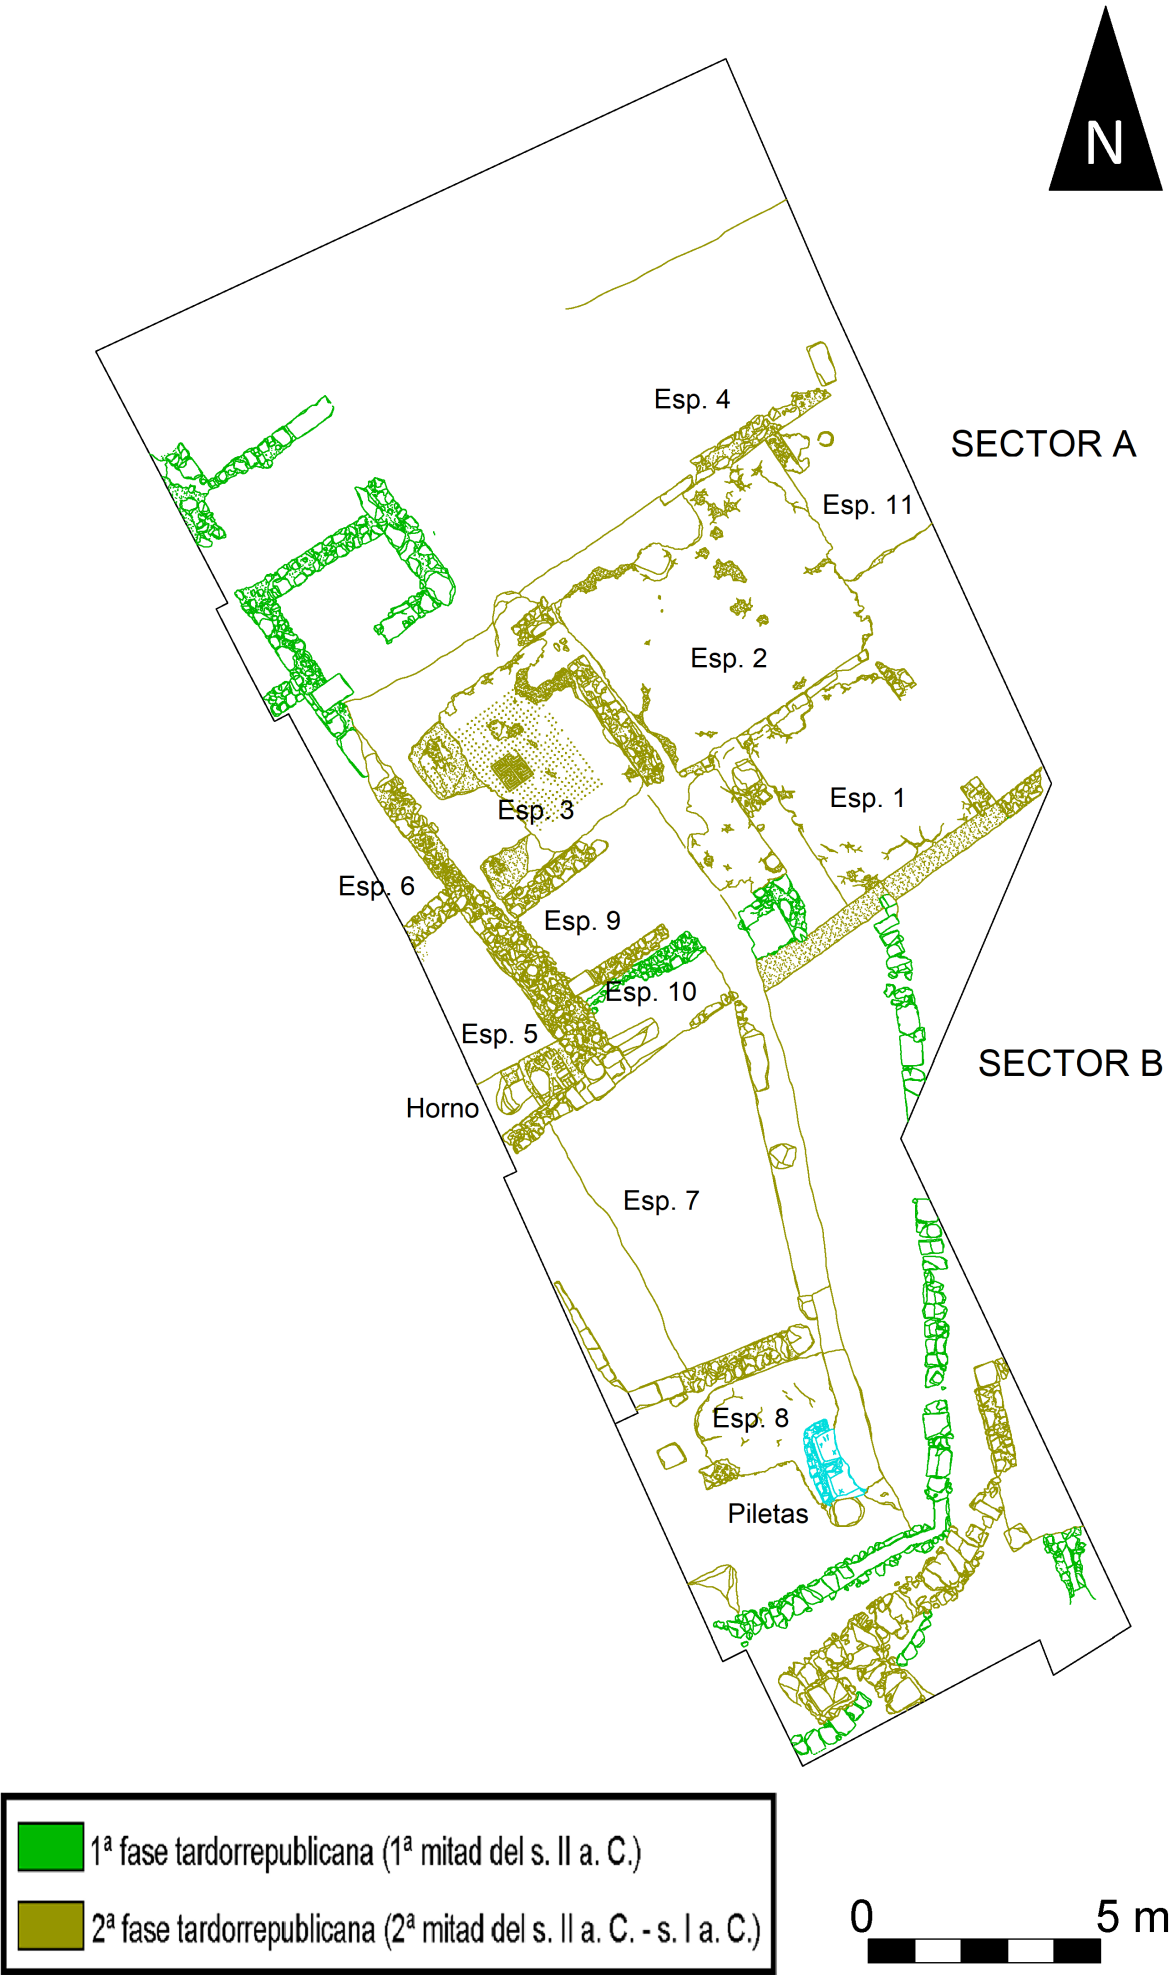 N
Esp. 4
SECTOR A
Esp. 11
Esp. 2
Esp. 1
Esp. 3
Esp. 6
Esp. 9
Esp. 10
Esp. 5
SECTOR B
Horno
Esp. 7
Esp. 8
Piletas
1ª fase tardorrepublicana (1ª mitad del s. II a. C.)
2ª fase tardorrepublicana (2ª mitad del s. II a. C. - s. I a. C.)
0 5 m